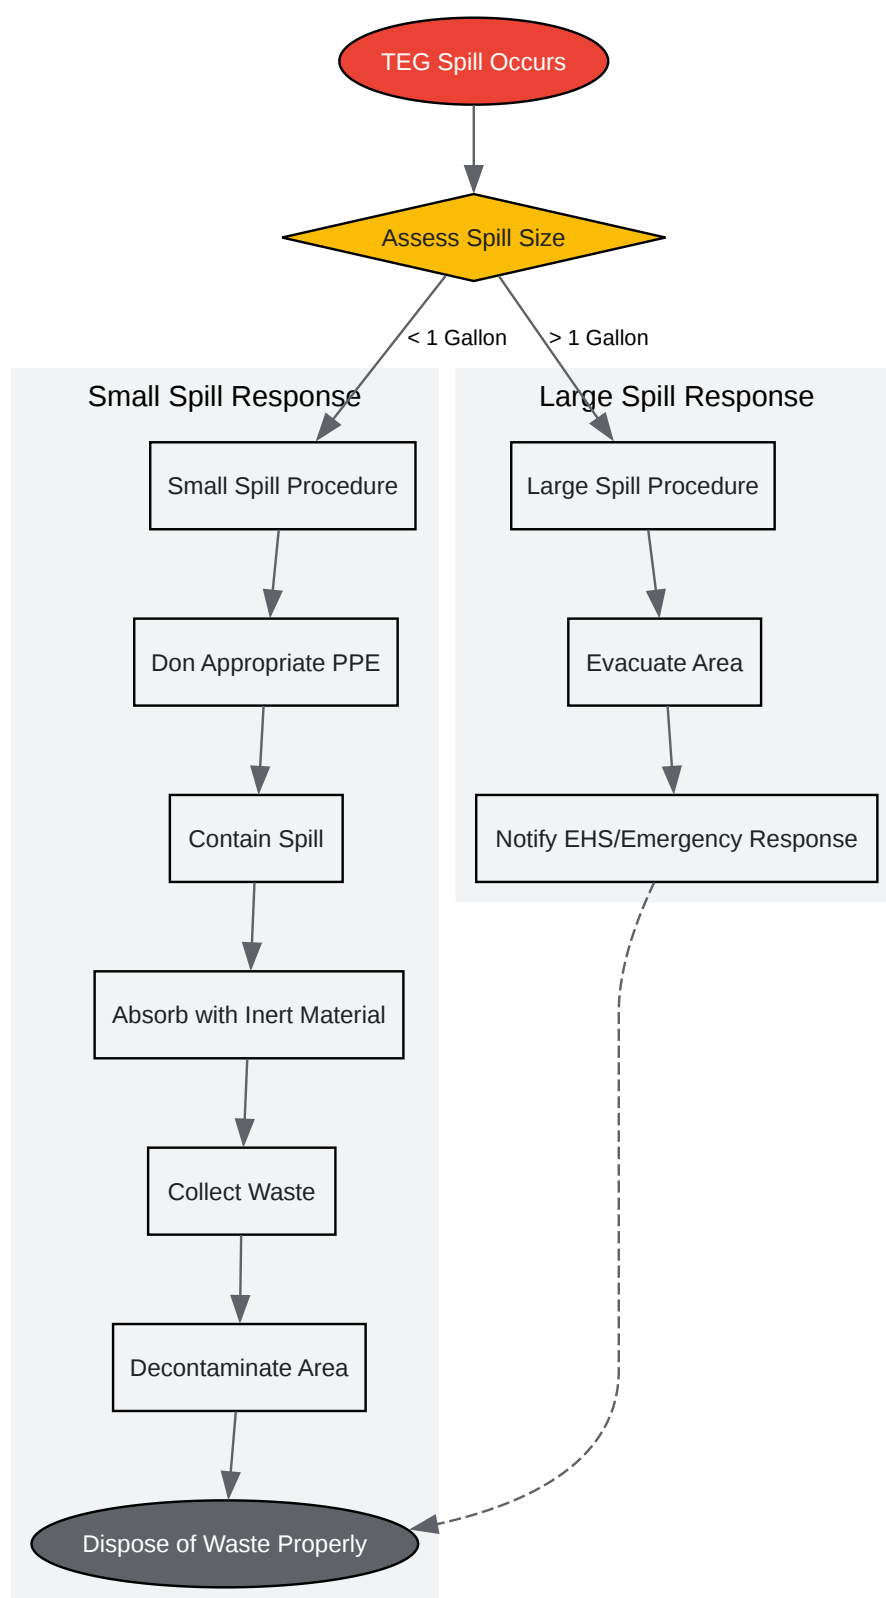 TEG Spill Occurs
Assess Spill Size
< 1 Gallon
> 1 Gallon
Small Spill Response
Large Spill Response
Small Spill Procedure
Large Spill Procedure
Don Appropriate PPE
Evacuate Area
Contain Spill
Notify EHS/Emergency Response
Absorb with Inert Material
Collect Waste
Decontaminate Area
Dispose of Waste Properly